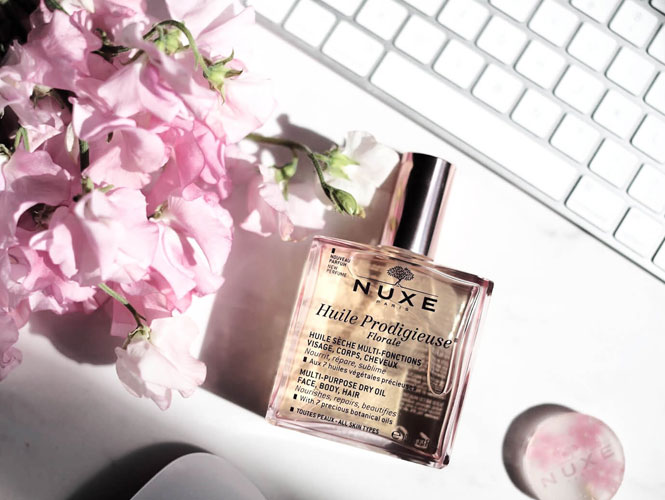 NOUVEAU
PARFUM
NEW
PERFUME
NUXE
PARIS
Huile Prodigieuse
Florale
HUILE SÈCHE MULTI-FONCTIONS
VISAGE, CORPS, CHEVEUX
Nourrit, répare, sublime
Aux 7 huiles végétales précieuses
MULTI-PURPOSE DRY OIL
FACE, BODY, HAIR
Nourishes, repairs, beautifies
With 7 precious botanical oils
TOUTES PEAUX - ALL SKIN TYPES
NUXE